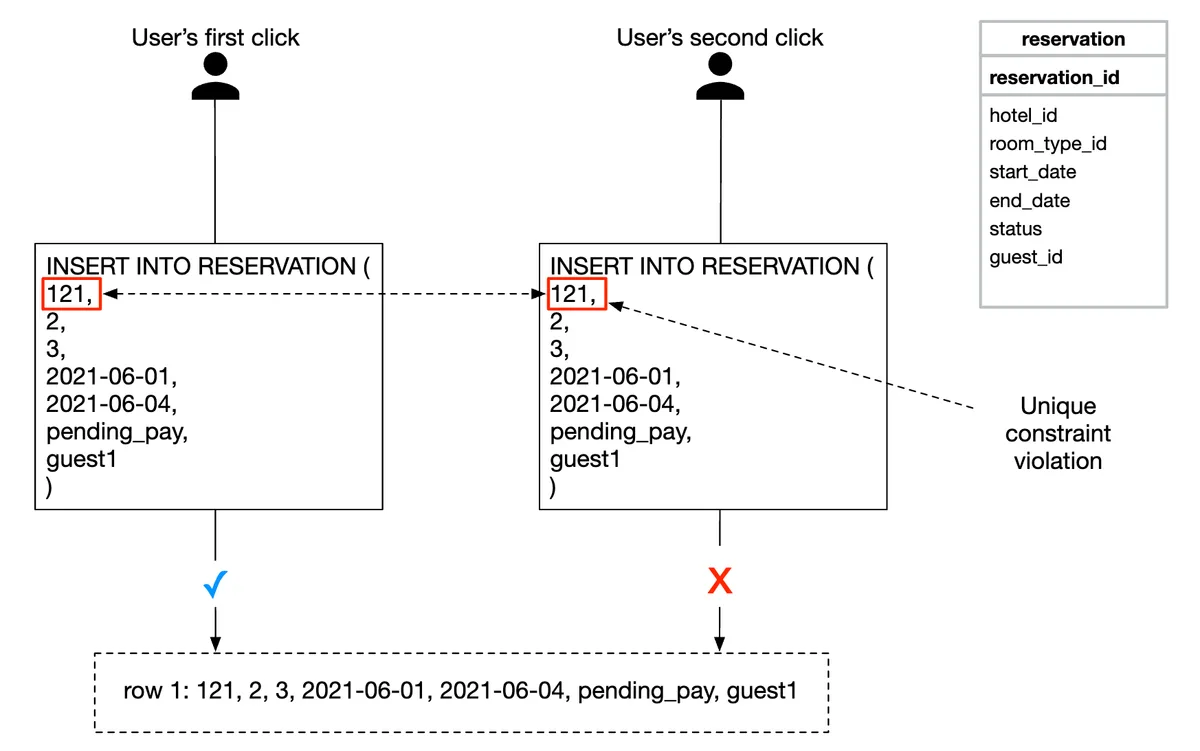 User’s first click
User’s second click
reservation
reservation_id
hotel_id
room_type_id
start_date
end_date
status
guest_id
INSERT INTO RESERVATION (
121,
2,
3,
2021-06-01,
2021-06-04,
pending_pay,
guest1
)
INSERT INTO RESERVATION (
121,
2,
3,
2021-06-01,
2021-06-04,
pending_pay,
guest1
)
Unique
constraint
violation
row 1: 121, 2, 3, 2021-06-01, 2021-06-04, pending_pay, guest1